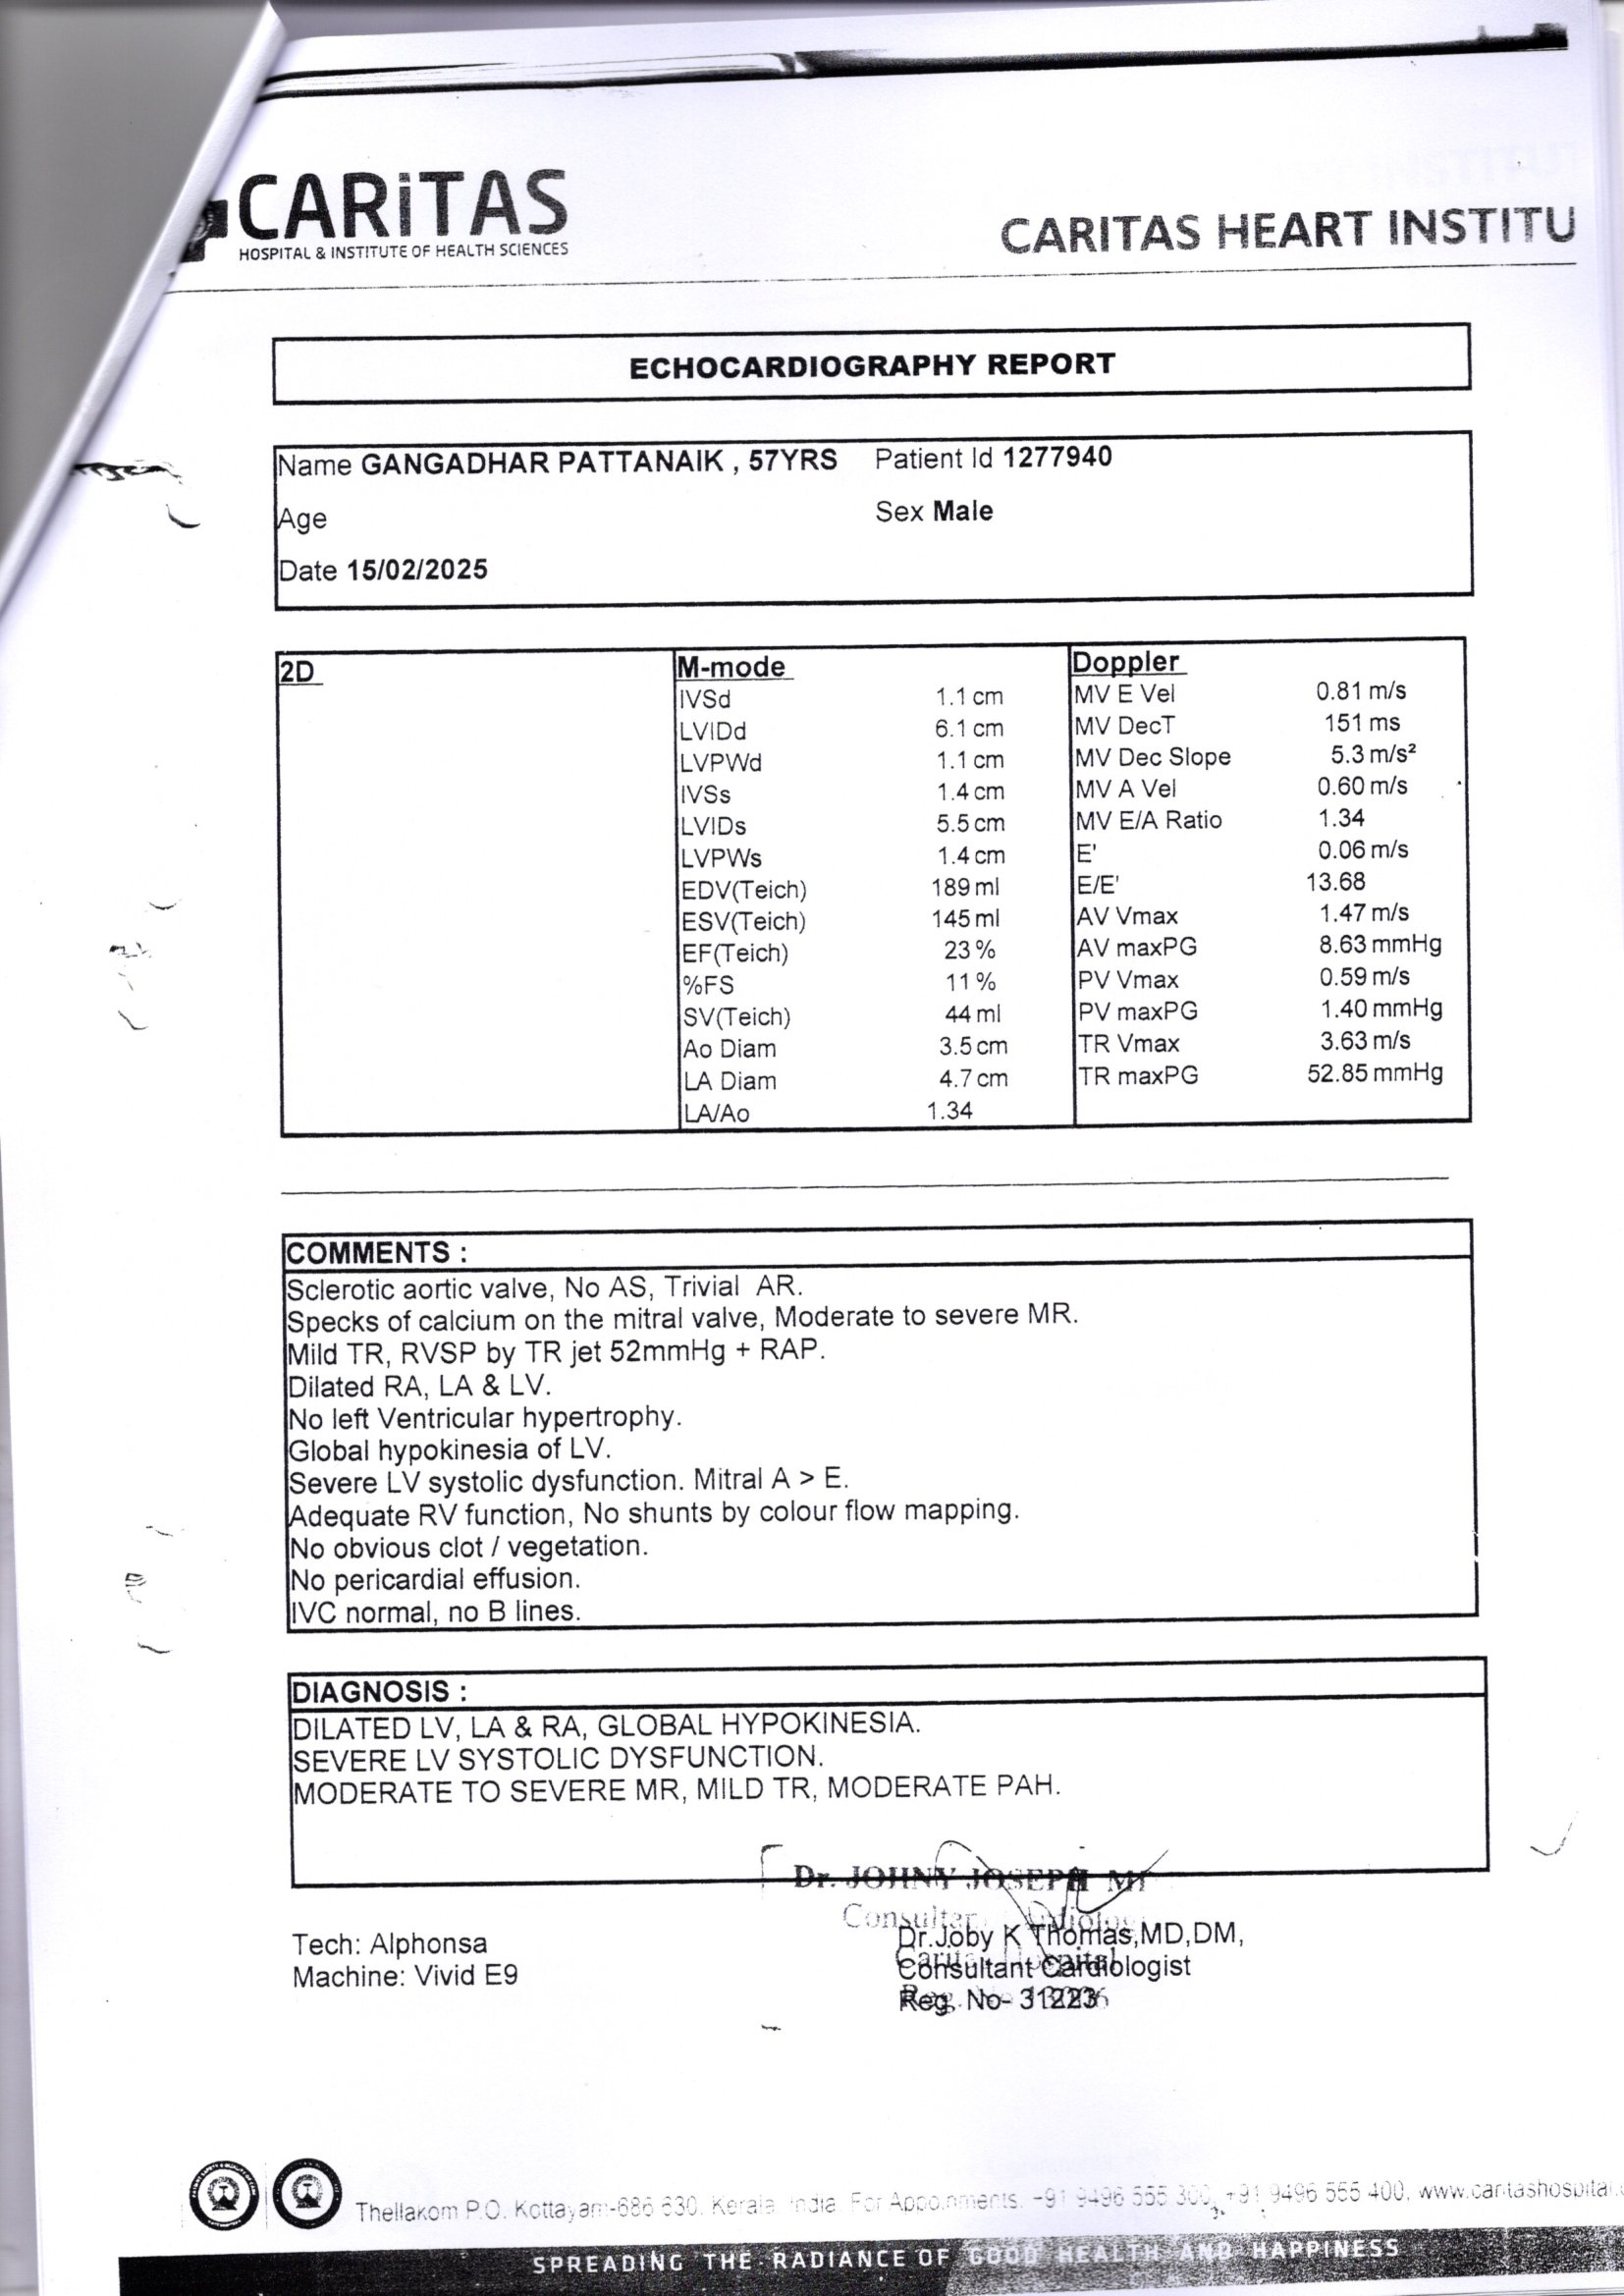 CARiTAS
HOSPITAL & INSTITUTE OF HEALTH SCIENCES
CARITAS HEART INSTITU
ECHOCARDIOGRAPHY REPORT
Name GANGADHAR PATTANAIK , 57YRS Patient Id 1277940
Age Sex Male
Date 15/02/2025
2D M-mode Doppler
IVSd 1.1 cm MV E Vel 0.81 m/s
LVIDd 6.1 cm MV DecT 151 ms
LVPWd 1.1 cm MV Dec Slope 5.3 m/s²
IVSs 1.4 cm MV A Vel 0.60 m/s
LVIDs 5.5 cm MV E/A Ratio 1.34
LVPWs 1.4 cm E' 0.06 m/s
EDV(Teich) 189 ml E/E' 13.68
ESV(Teich) 145 ml AV Vmax 1.47 m/s
EF(Teich) 23 % AV maxPG 8.63 mmHg
%FS 11 % PV Vmax 0.59 m/s
SV(Teich) 44 ml PV maxPG 1.40 mmHg
Ao Diam 3.5 cm TR Vmax 3.63 m/s
LA Diam 4.7 cm TR maxPG 52.85 mmHg
LA/Ao 1.34
COMMENTS :
Sclerotic aortic valve, No AS, Trivial AR.
Specks of calcium on the mitral valve, Moderate to severe MR.
Mild TR, RVSP by TR jet 52mmHg + RAP.
Dilated RA, LA & LV.
No left Ventricular hypertrophy.
Global hypokinesia of LV.
Severe LV systolic dysfunction. Mitral A > E.
Adequate RV function, No shunts by colour flow mapping.
No obvious clot / vegetation.
No pericardial effusion.
IVC normal, no B lines.
DIAGNOSIS :
DILATED LV, LA & RA, GLOBAL HYPOKINESIA.
SEVERE LV SYSTOLIC DYSFUNCTION.
MODERATE TO SEVERE MR, MILD TR, MODERATE PAH.
Dr. JOHNY JOSEPH
Tech: Alphonsa Dr.Joby K Thomas,MD,DM,
Machine: Vivid E9 Consultant Cardiologist
Reg. No- 31223
Thellakom P.O. Kottayam-686 630. Kerala India. For Appointments. +91 9496 555 300, +91 9496 555 400, www.caritashospital.
SPREADING THE RADIANCE OF GOOD HEALTH AND HAPPINESS